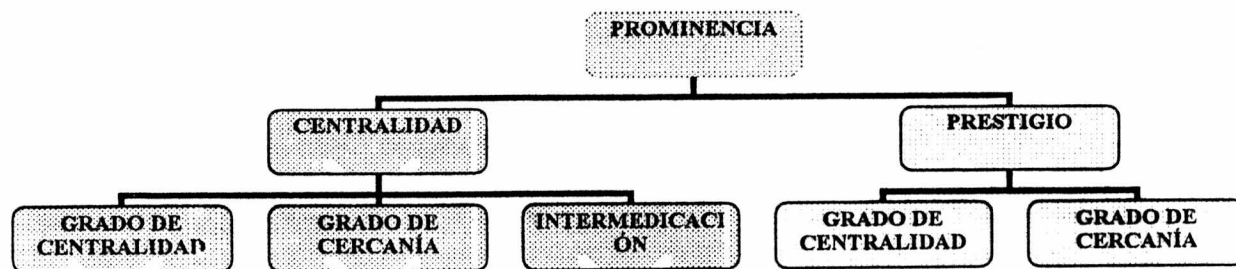 PROMINENCIA
CENTRALIDAD
PRESTIGIO
GRADO DE
CENTRALIDAD
GRADO DE
CERCANÍA
INTERMEDICACI
ÓN
GRADO DE
CENTRALIDAD
GRADO DE
CERCANÍA